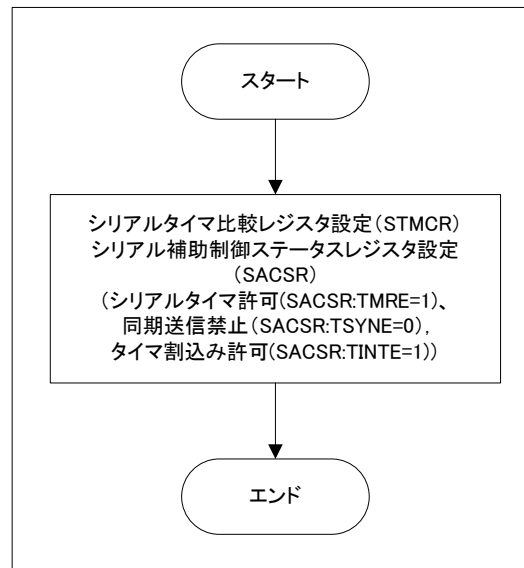 スタート
シリアルタイマ比較レジスタ設定(STMCR)
シリアル補助制御ステータスレジスタ設定
(SACSR)
(シリアルタイマ許可(SACSR:TMRE=1)、
同期送信禁止(SACSR:TSYNE=0),
タイマ割込み許可(SACSR:TINTE=1))
エンド